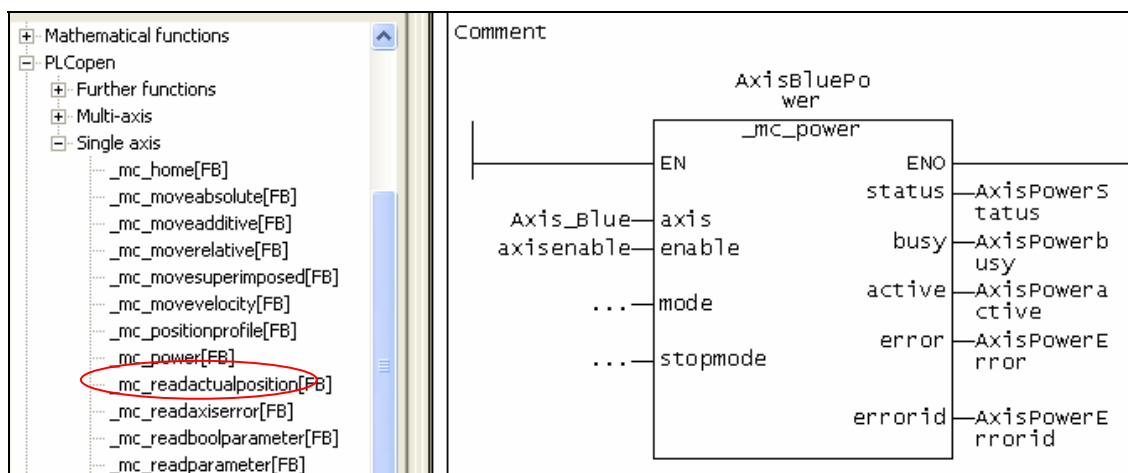 Mathematical functions
PLCopen
Further functions
Multi-axis
Single axis
_mc_home[FB]
_mc_moveabsolute[FB]
_mc_moveadditive[FB]
_mc_moverelative[FB]
_mc_movesuperimposed[FB]
_mc_movevelocity[FB]
_mc_positionprofile[FB]
_mc_power[FB]
_mc_readactualposition[FB]
_mc_readaxiserror[FB]
_mc_readboolparameter[FB]
_mc_readparameter[FB]
Comment
AxisBluePo
wer
_mc_power
EN ENO
status AxisPowerS
tatus
Axis_Blue axis
busy AxisPowerb
usy
axisenable enable
active AxisPowera
ctive
... mode
error AxisPowerE
rror
... stopmode
errorid AxisPowerE
rrorid